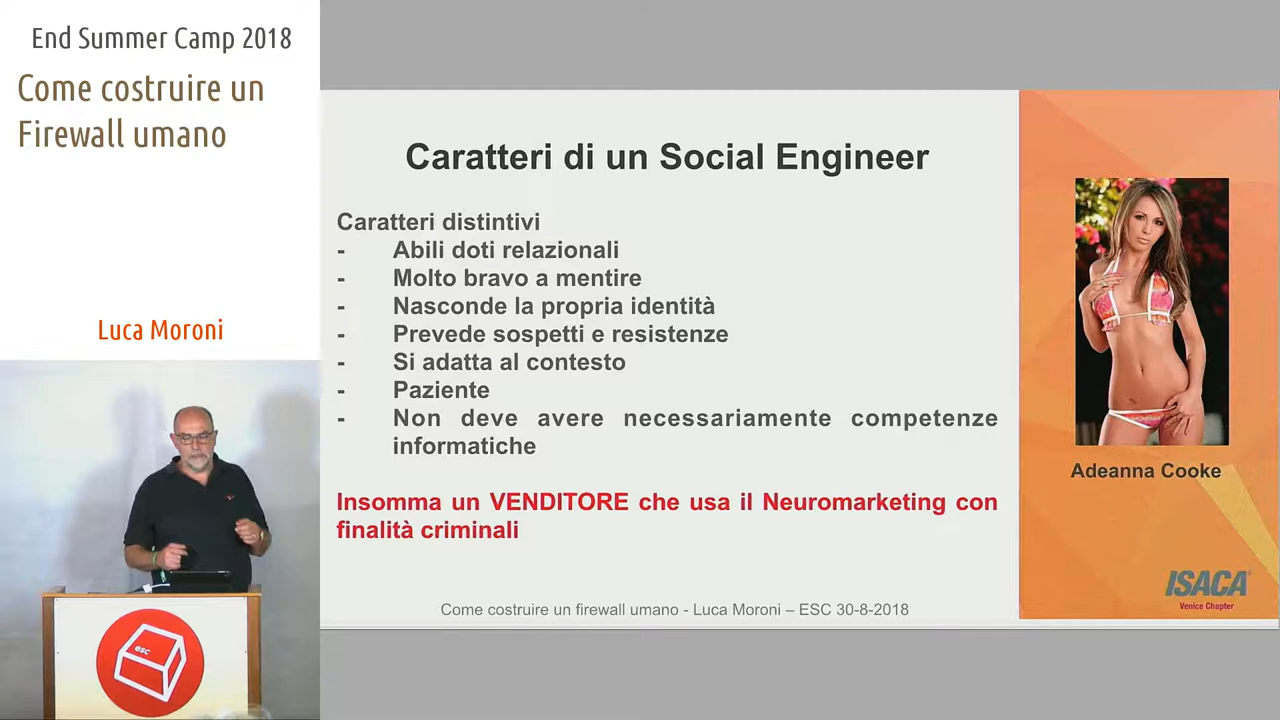 End Summer Camp 2018
Come costruire un
Firewall umano
Luca Moroni
Caratteri di un Social Engineer
Caratteri distintivi
- Abili doti relazionali
- Molto bravo a mentire
- Nasconde la propria identità
- Prevede sospetti e resistenze
- Si adatta al contesto
- Paziente
- Non deve avere necessariamente competenze
informatiche
Insomma un VENDITORE che usa il Neuromarketing con
finalità criminali
Come costruire un firewall umano - Luca Moroni – ESC 30-8-2018
Adeanna Cooke
ISACA®
Venice Chapter
esc